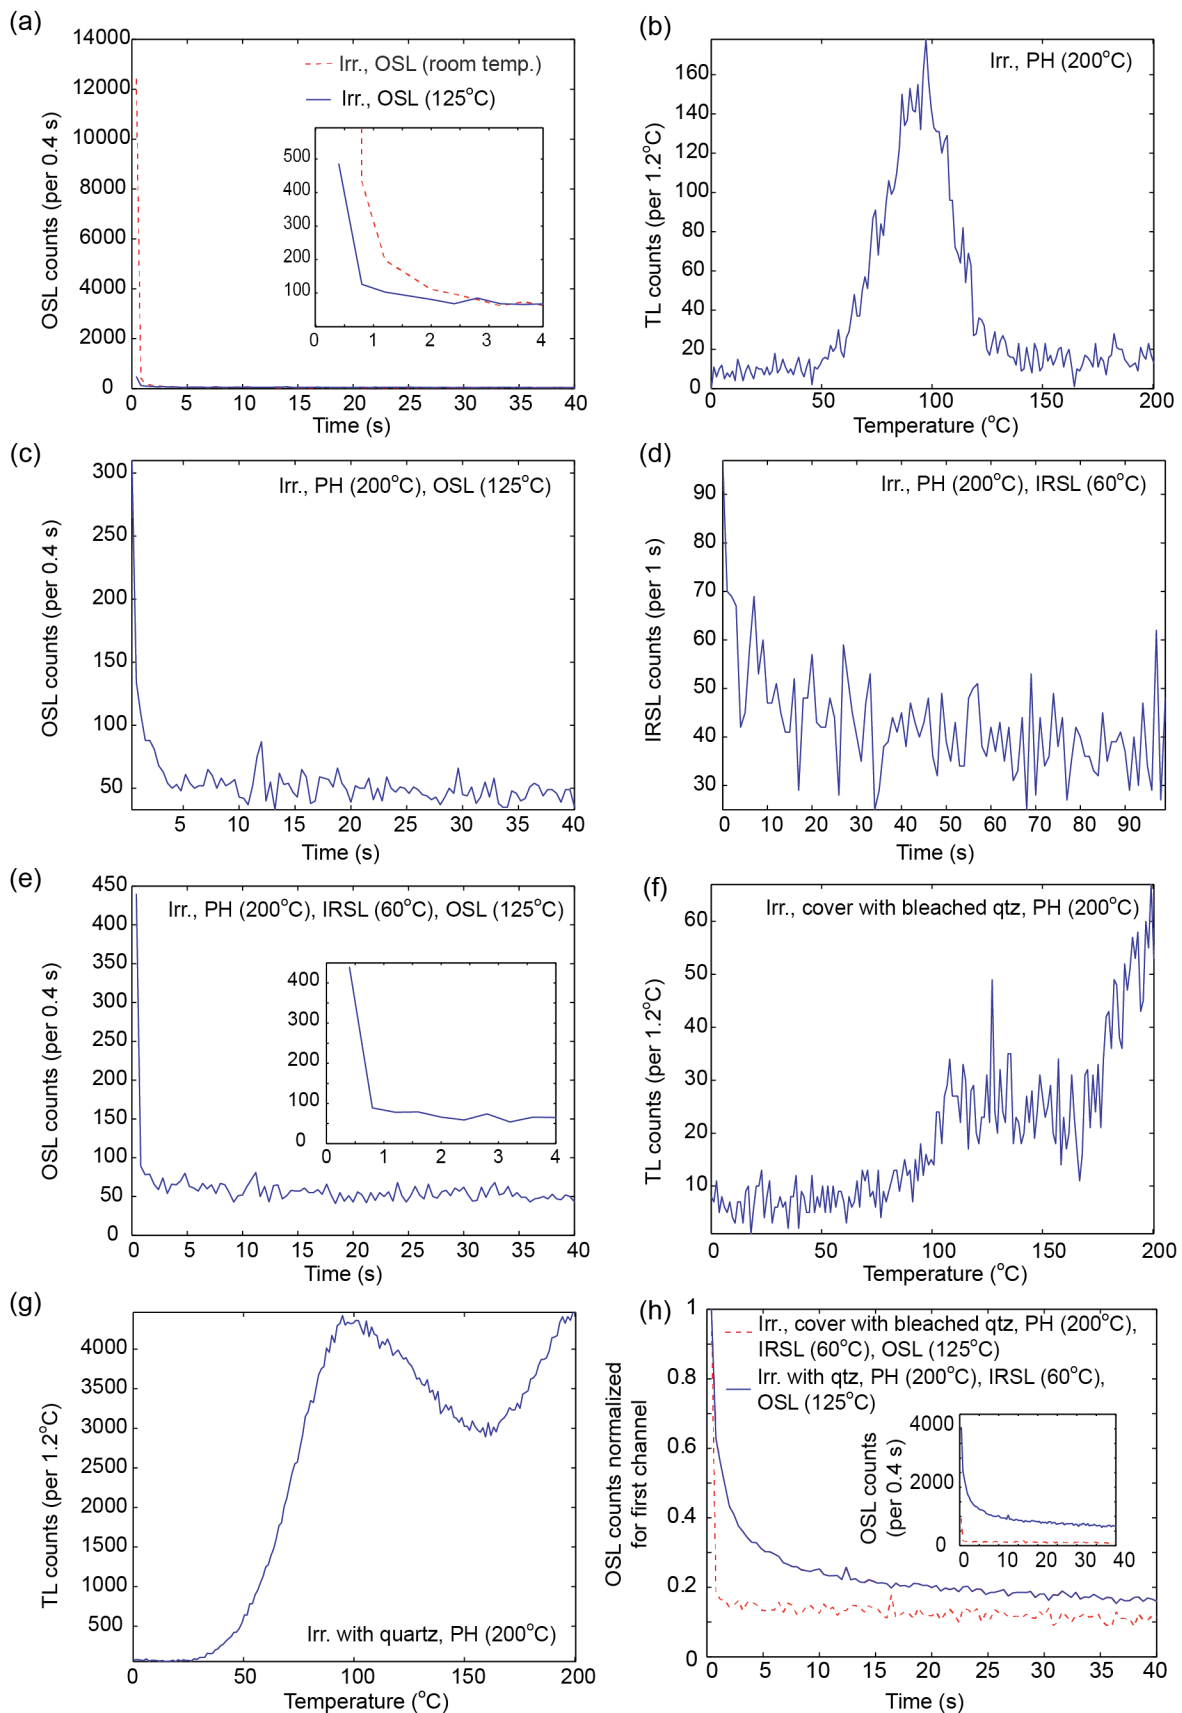 (a)
14000
12000
10000
8000
6000
4000
2000
0
OSL counts (per 0.4 s)
Irr., OSL (room temp.)
Irr., OSL (125°C)
500
400
300
200
100
0 1 2 3 4
0 5 10 15 20 25 30 35 40
Time (s)
(b)
160
140
120
100
80
60
40
20
0
TL counts (per 1.2°C)
Irr., PH (200°C)
0 50 100 150 200
Temperature (°C)
(c)
300
250
200
150
100
50
OSL counts (per 0.4 s)
Irr., PH (200°C), OSL (125°C)
5 10 15 20 25 30 35 40
Time (s)
(d)
90
80
70
60
50
40
30
IRSL counts (per 1 s)
Irr., PH (200°C), IRSL (60°C)
0 10 20 30 40 50 60 70 80 90
Time (s)
(e)
450
400
350
300
250
200
150
100
50
0
OSL counts (per 0.4 s)
Irr., PH (200°C), IRSL (60°C), OSL (125°C)
400
300
200
100
0
0 1 2 3 4
0 5 10 15 20 25 30 35 40
Time (s)
(f)
60
50
40
30
20
10
TL counts (per 1.2°C)
Irr., cover with bleached qtz, PH (200°C)
0 50 100 150 200
Temperature (°C)
(g)
4000
3500
3000
2500
2000
1500
1000
500
TL counts (per 1.2°C)
Irr. with quartz, PH (200°C)
0 50 100 150 200
Temperature (°C)
(h)
1
0.8
0.6
0.4
0.2
0
OSL counts normalized
for first channel
Irr., cover with bleached qtz, PH (200°C),
IRSL (60°C), OSL (125°C)
Irr. with qtz, PH (200°C), IRSL (60°C),
OSL (125°C)
4000
2000
0
OSL counts
(per 0.4 s)
0 10 20 30 40
0 5 10 15 20 25 30 35 40
Time (s)